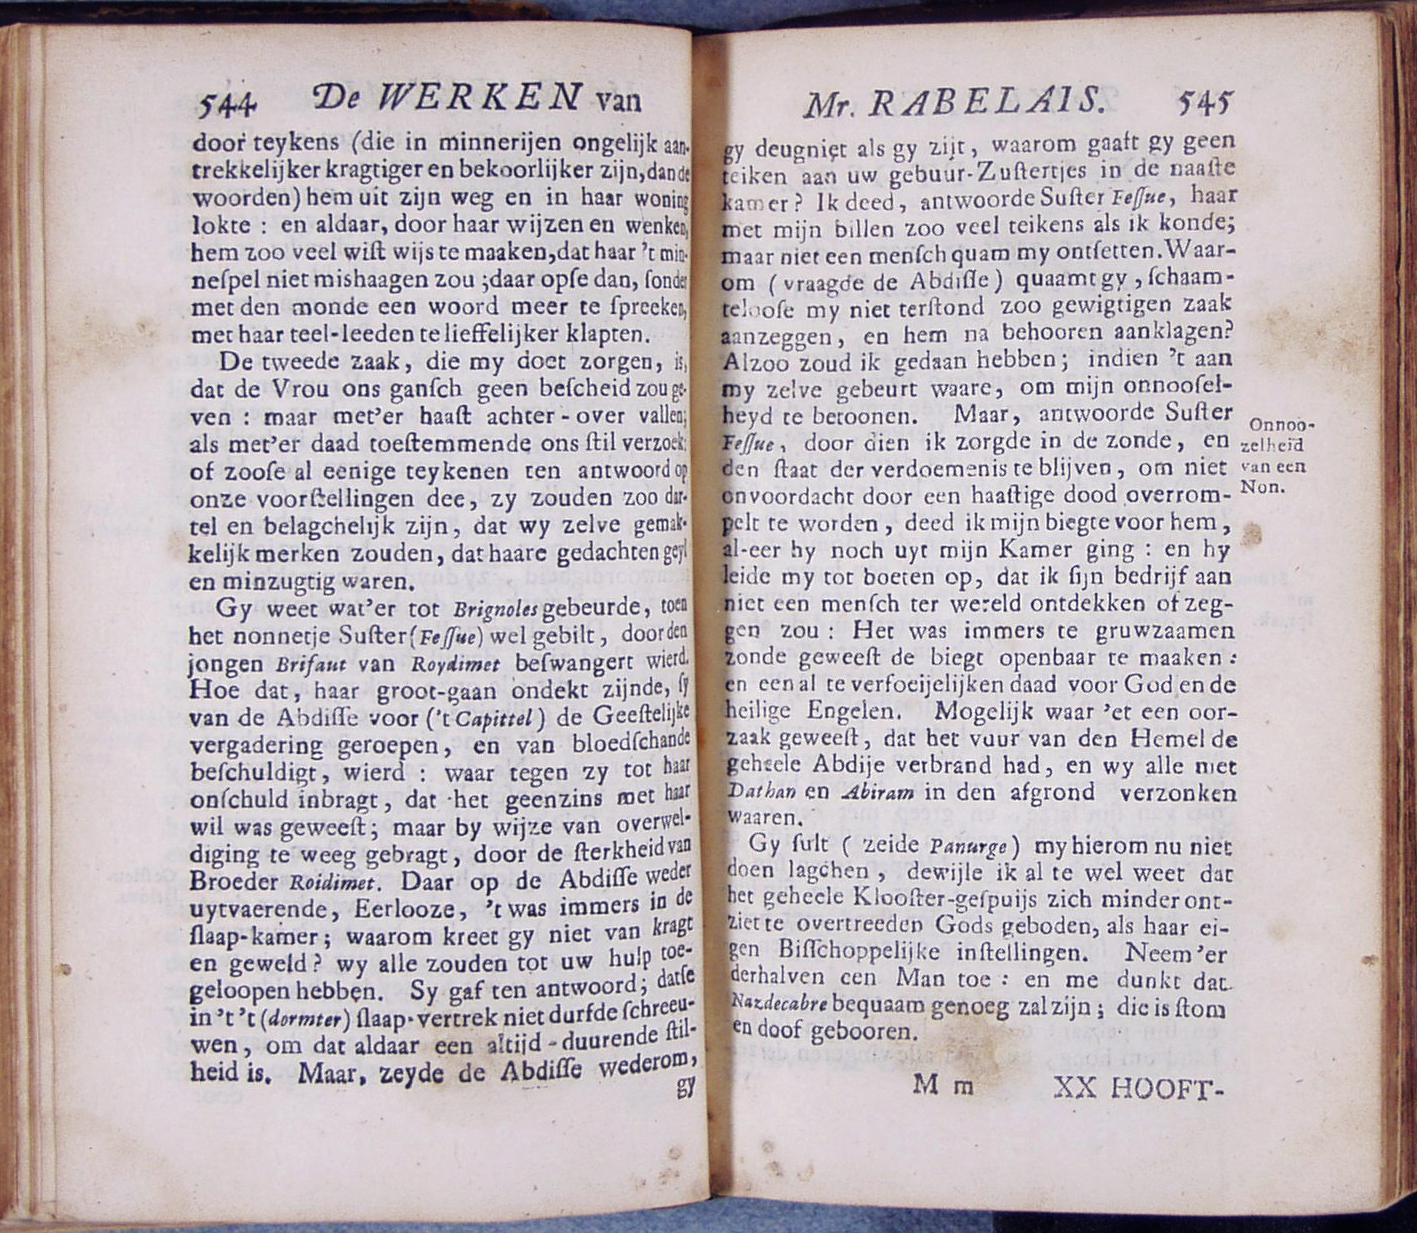 544 De WERKEN van
door teykens (die in minnerijen ongelijk aan-
trekkelijker kragtiger en bekoorlijker zijn, dan de
woorden) hem uit zijn weg en in haar woning
lokte : en aldaar, door haar wijzen en wenken,
hem zoo veel wiſt wijs te maaken, dat haar 't min-
neſpel niet mishaagen zou ; daar opſe dan, ſonder
met den monde een woord meer te ſpreeken,
met haar teel-leeden te lieffelijker klapten.
De tweede zaak, die my doet zorgen, is,
dat de Vrou ons ganſch geen beſcheid zou ge-
ven : maar met'er haaſt achter-over vallen;
als met'er daad toeſtemmende ons ſtil verzoek;
of zooſe al eenige teykenen ten antwoord op
onze voorſtellingen dee, zy zouden zoo dar-
tel en belagchelijk zijn, dat wy zelve gemak-
kelijk merken zouden, dat haare gedachten geyl
en minzugtig waren.
Gy weet wat'er tot Brignoles gebeurde, toen
het nonnetje Suſter (Feſſue) wel gebilt, door den
jongen Brifaut van Roydimet beſwangert wierd.
Hoe dat, haar groot-gaan ondekt zijnde, ſy
van de Abdiſſe voor ('t Capittel) de Geeſtelijke
vergadering geroepen, en van bloedſchande
beſchuldigt, wierd : waar tegen zy tot haar
onſchuld inbragt, dat het geenzins met haar
wil was geweeſt; maar by wijze van overwel-
diging te weeg gebragt, door de ſterkheid van
Broeder Roidimet. Daar op de Abdiſſe weder
uytvaerende, Eerlooze, 't was immers in de
ſlaap-kamer; waarom kreet gy niet van kragt
en geweld? wy alle zouden tot uw hulp toe-
geloopen hebben. Sy gaf ten antwoord; datſe
in 't 't (dormter) ſlaap-vertrek niet durfde ſchreeu-
wen, om dat aldaar een altijd-duurende ſtil-
heid is. Maar, zeyde de Abdiſſe wederom,
gy
Mr. RABELAIS. 545
gy deugniet als gy zijt, waarom gaaft gy geen
teiken aan uw gebuur-Zuſtertjes in de naaſte
kamer? Ik deed, antwoorde Suſter Feſſue, haar
met mijn billen zoo veel teikens als ik konde;
maar niet een menſch quam my ontſetten. Waar-
om (vraagde de Abdiſſe) quaamt gy, ſchaam-
telooſe my niet terſtond zoo gewigtigen zaak
aanzeggen, en hem na behooren aanklagen?
Alzoo zoud ik gedaan hebben; indien 't aan
my zelve gebeurt waare, om mijn onnooſel-
heyd te betoonen. Maar, antwoorde Suſter
Feſſue, door dien ik zorgde in de zonde, en
den ſtaat der verdoemenis te blijven, om niet
onvoordacht door een haaſtige dood overrom-
pelt te worden, deed ik mijn biegte voor hem,
al-eer hy noch uyt mijn Kamer ging : en hy
leide my tot boeten op, dat ik ſijn bedrijf aan
niet een menſch ter wereld ontdekken of zeg-
gen zou : Het was immers te gruwzaamen
zonde geweeſt de biegt openbaar te maaken :
en een al te verfoeijelijken daad voor God en de
heilige Engelen. Mogelijk waar 'et een oor-
zaak geweeſt, dat het vuur van den Hemel de
geheele Abdije verbrand had, en wy alle met
Dathan en Abiram in den afgrond verzonken
waaren.
Gy ſult ( zeide Panurge) my hierom nu niet
doen lagchen, dewijle ik al te wel weet dat
het geheele Klooſter-geſpuijs zich minder ont-
ziet te overtreeden Gods geboden, als haar ei-
gen Biſſchoppelijke inſtellingen. Neem 'er
derhalven een Man toe : en me dunkt dat
Nazdecabre bequaam genoeg zal zijn ; die is ſtom
en doof gebooren.
Onnoo-
zelheid
van een
Non.
M m XX HOOFT-